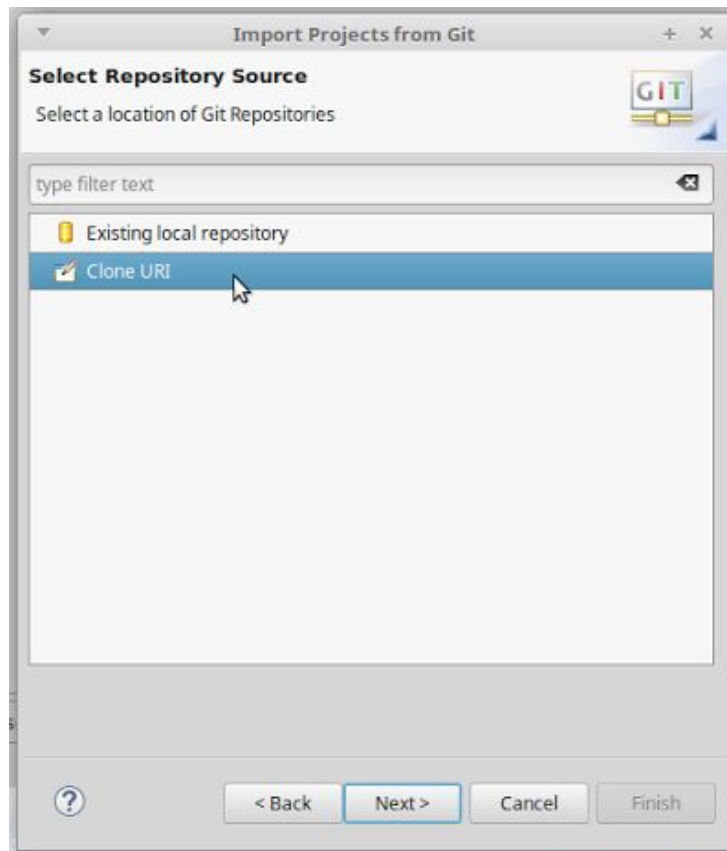 Import Projects from Git
Select Repository Source
Select a location of Git Repositories
GIT
type filter text
Existing local repository
Clone URI
s
?
< Back
Next >
Cancel
Finish